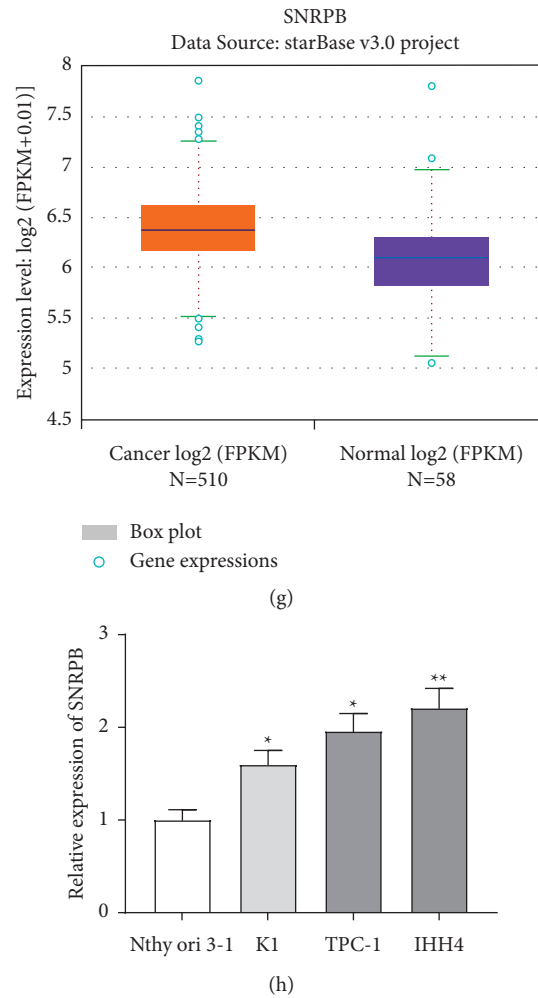 SNRPB
Data Source: starBase v3.0 project
Expression level: log2 (FPKM+0.01)]
8
7.5
7
6.5
6
5.5
5
4.5
Cancer log2 (FPKM)
N=510
Normal log2 (FPKM)
N=58
Box plot
Gene expressions
(g)
Relative expression of SNRPB
3
2
1
0
*
*
**
Nthy ori 3-1
K1
TPC-1
IHH4
(h)